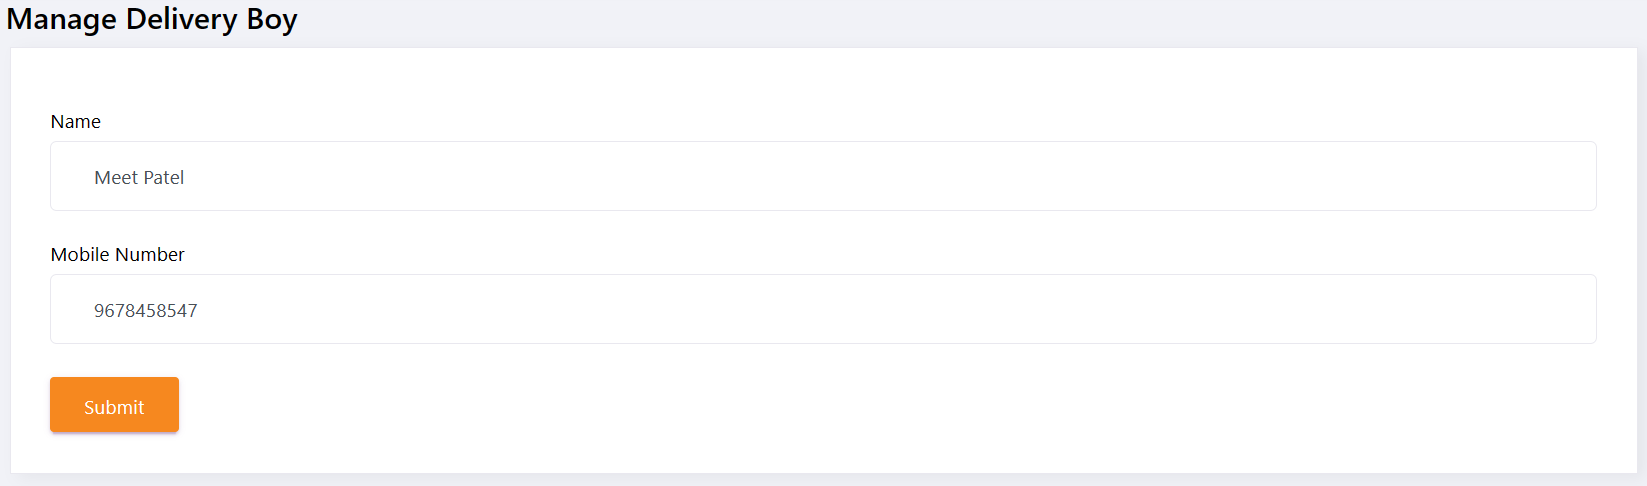 Manage Delivery Boy
Name
Meet Patel
Mobile Number
9678458547
Submit